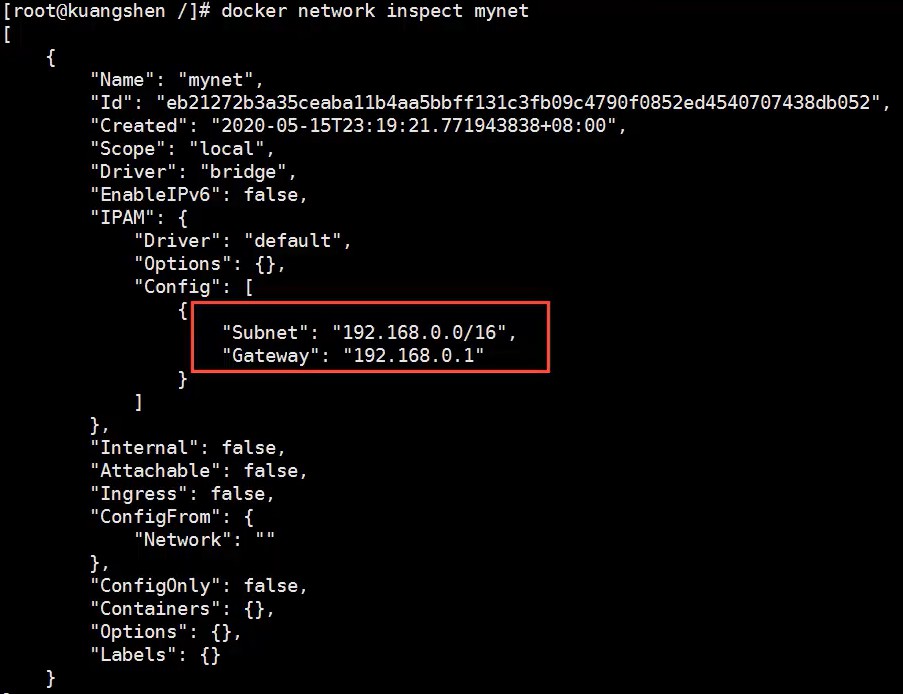 [root@kuangshen /]# docker network inspect mynet
[
    {
        "Name": "mynet",
        "Id": "eb21272b3a35ceaba11b4aa5bbff131c3fb09c4790f0852ed4540707438db052",
        "Created": "2020-05-15T23:19:21.771943838+08:00",
        "Scope": "local",
        "Driver": "bridge",
        "EnableIPv6": false,
        "IPAM": {
            "Driver": "default",
            "Options": {},
            "Config": [
                {
                    "Subnet": "192.168.0.0/16",
                    "Gateway": "192.168.0.1"
                }
            ]
        },
        "Internal": false,
        "Attachable": false,
        "Ingress": false,
        "ConfigFrom": {
            "Network": ""
        },
        "ConfigOnly": false,
        "Containers": {},
        "Options": {},
        "Labels": {}
    }